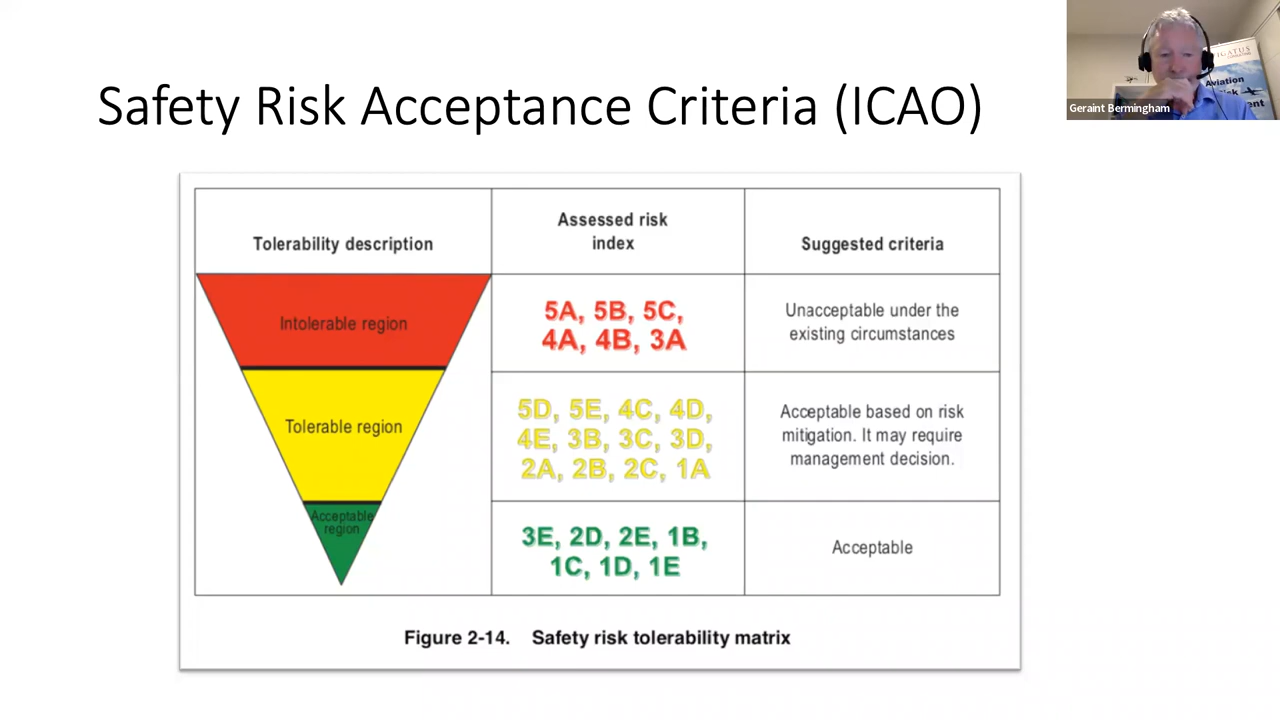 Safety Risk Acceptance Criteria (ICAO)
Geraint Bermingham
Aviation
Tolerability description
Assessed risk
index
Suggested criteria
Intolerable region
5A, 5B, 5C,
4A, 4B, 3A
Unacceptable under the
existing circumstances
Tolerable region
5D, 5E, 4C, 4D,
4E, 3B, 3C, 3D,
2A, 2B, 2C, 1A
Acceptable based on risk
mitigation. It may require
management decision.
Acceptable
region
3E, 2D, 2E, 1B,
1C, 1D, 1E
Acceptable
Figure 2-14. Safety risk tolerability matrix